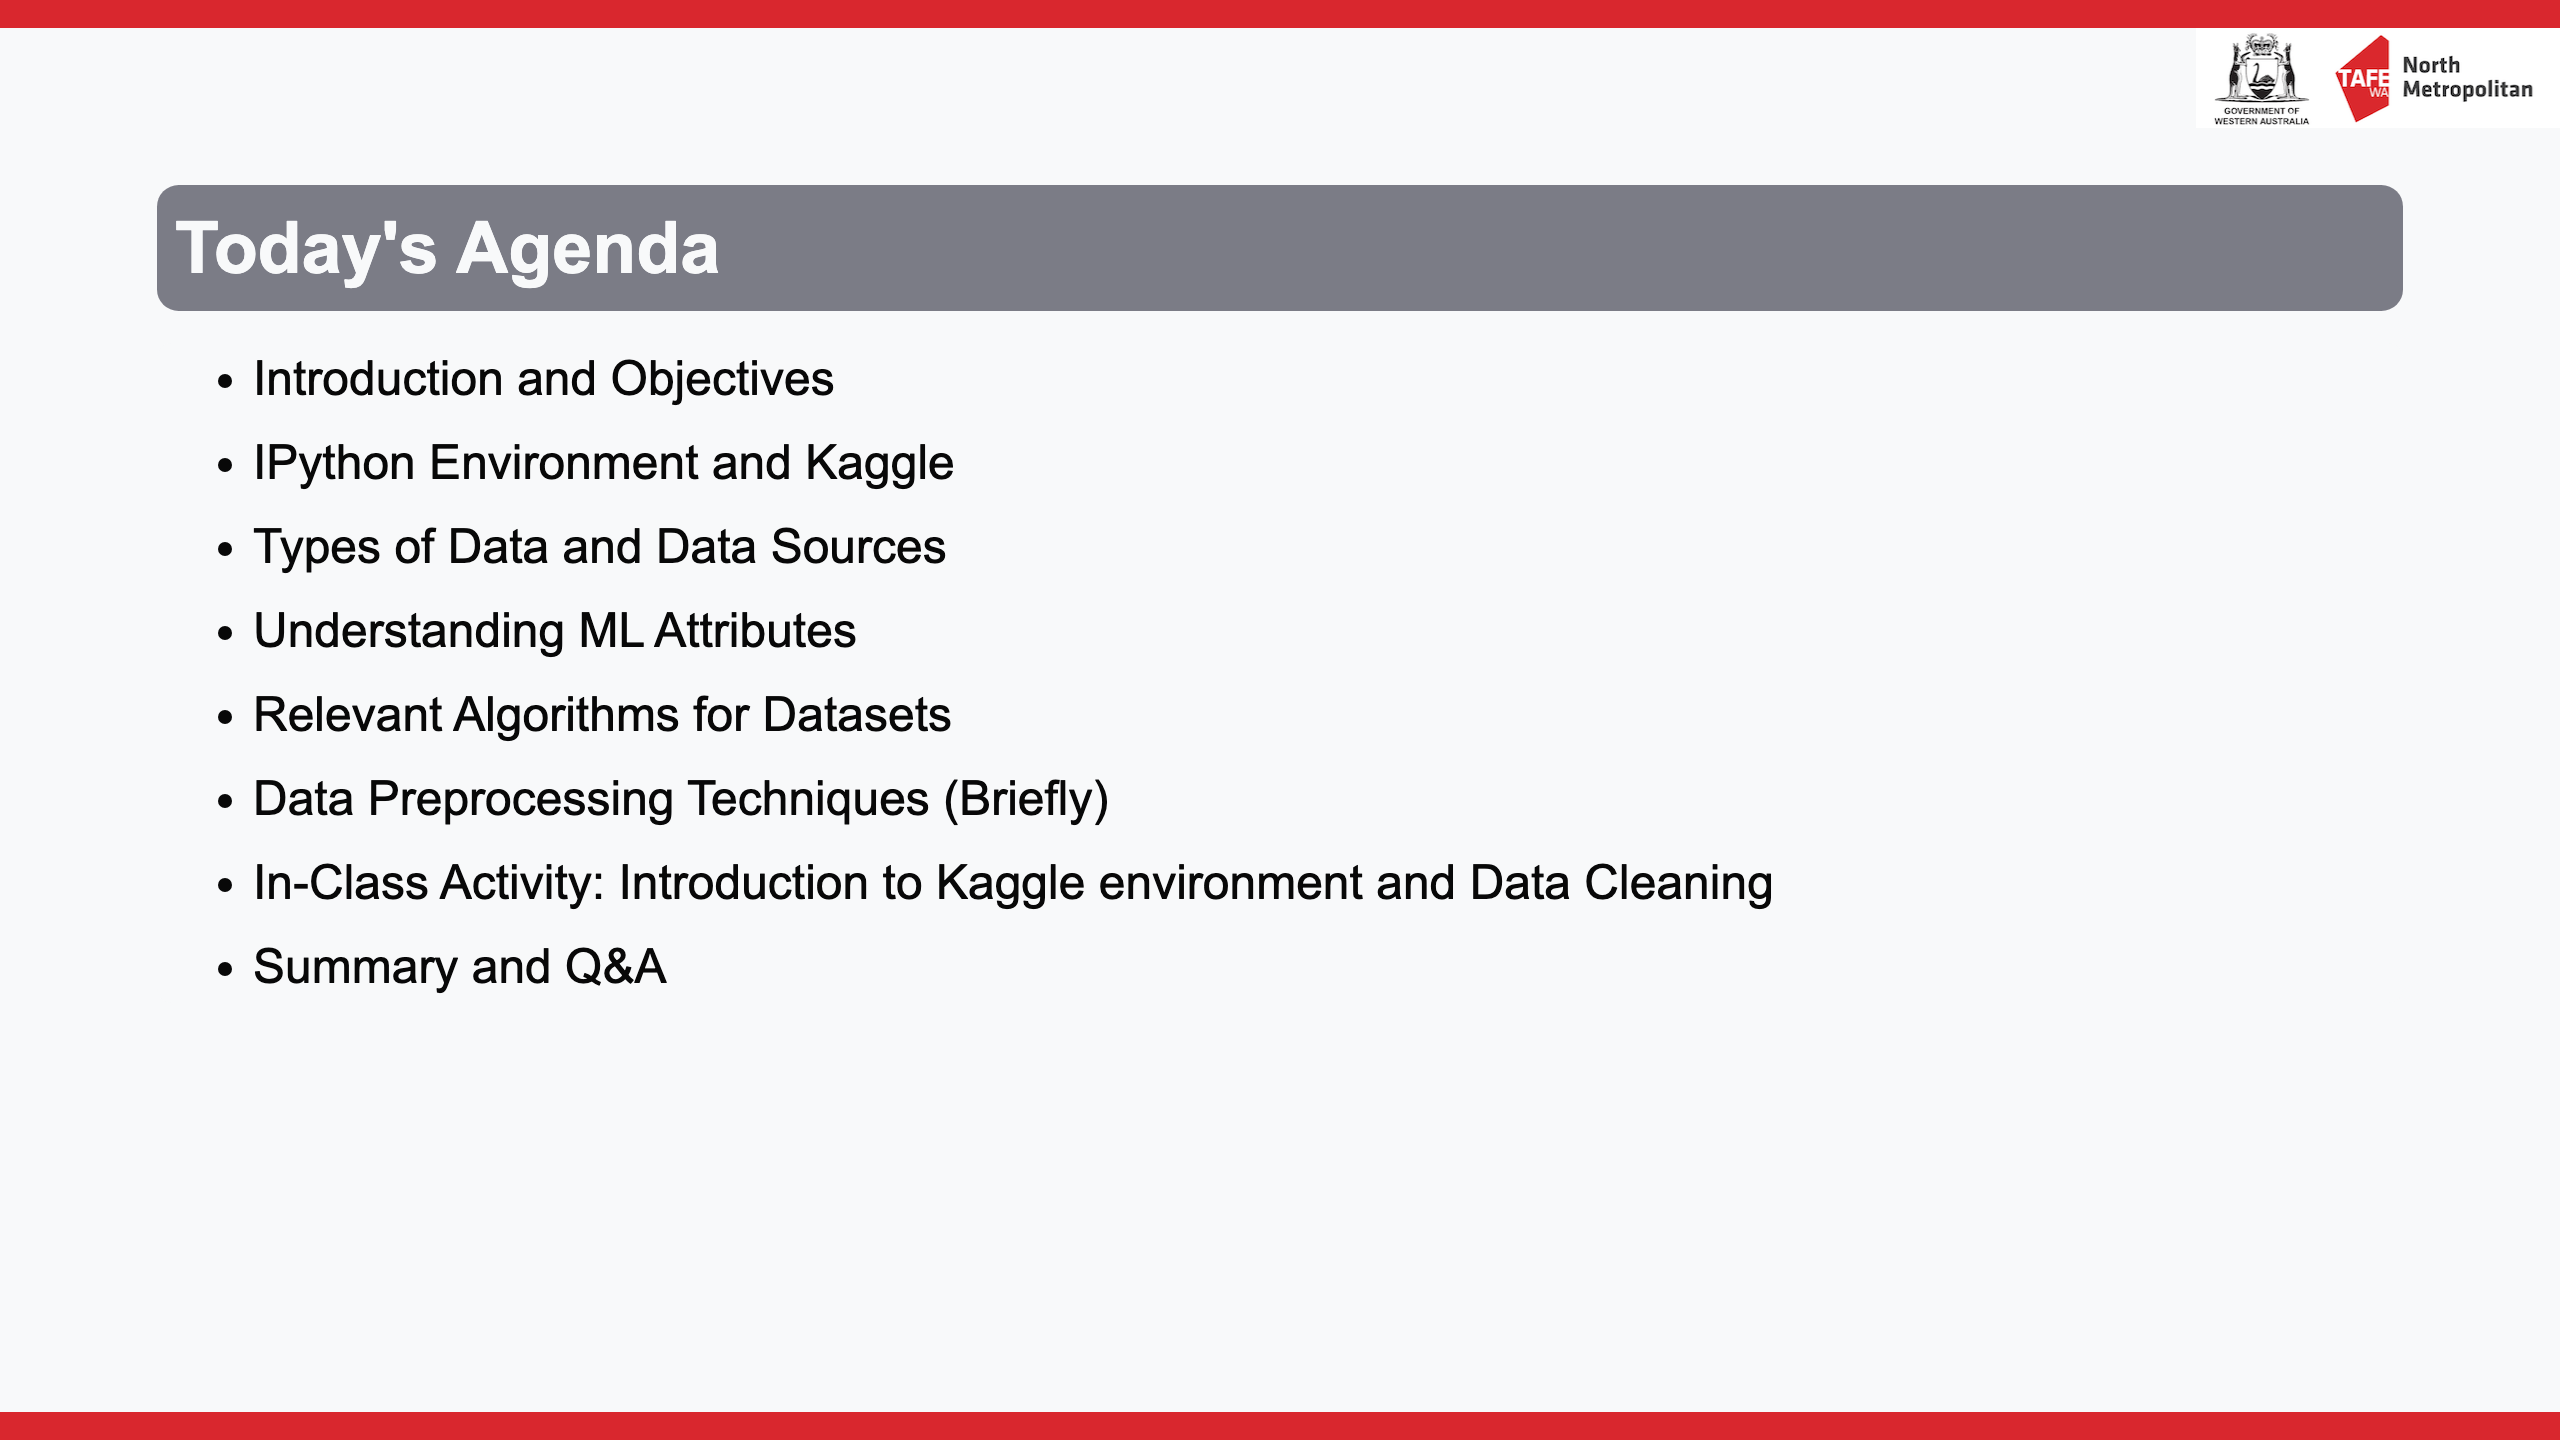 GOVERNMENT OF
WESTERN AUSTRALIA
TAFE
WA
North
Metropolitan
Today's Agenda
• Introduction and Objectives
• IPython Environment and Kaggle
• Types of Data and Data Sources
• Understanding ML Attributes
• Relevant Algorithms for Datasets
• Data Preprocessing Techniques (Briefly)
• In-Class Activity: Introduction to Kaggle environment and Data Cleaning
• Summary and Q&A